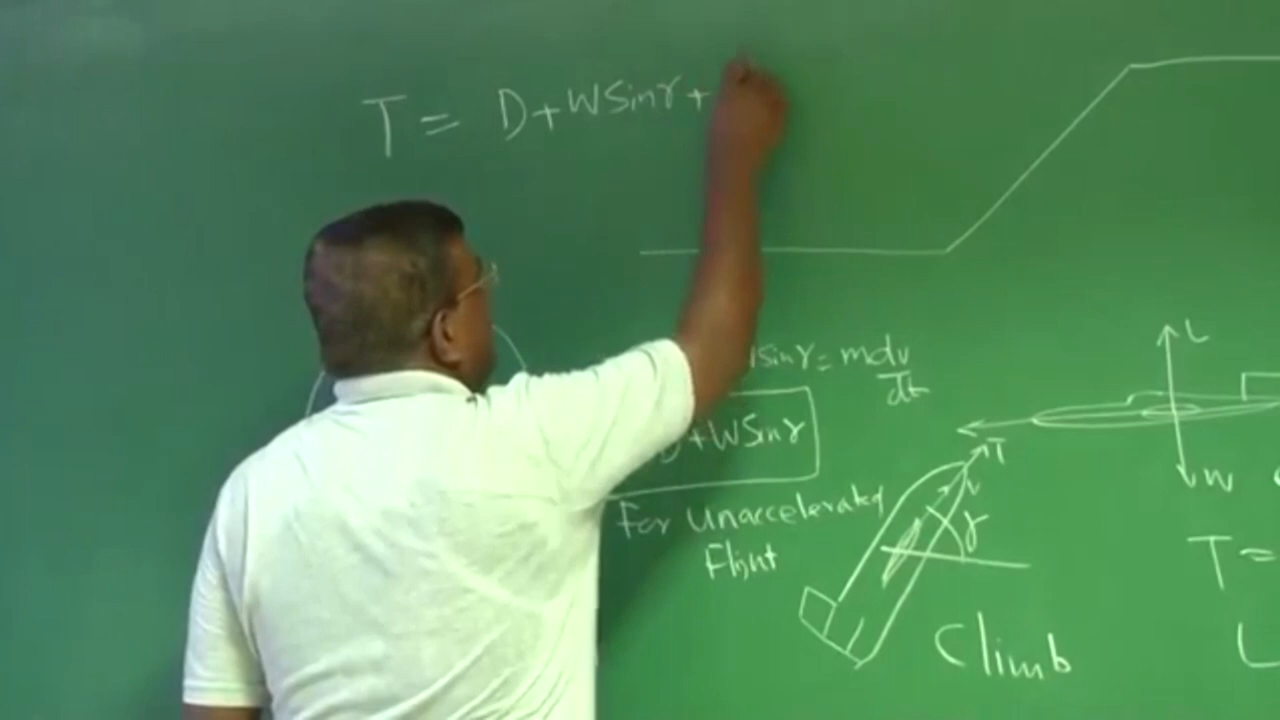 T = D+WSinγ+
sinγ = mdv/dt
D+WSinγ
For Unaccelerated
Flight
L
W
T
V
γ
Climb
T =
L